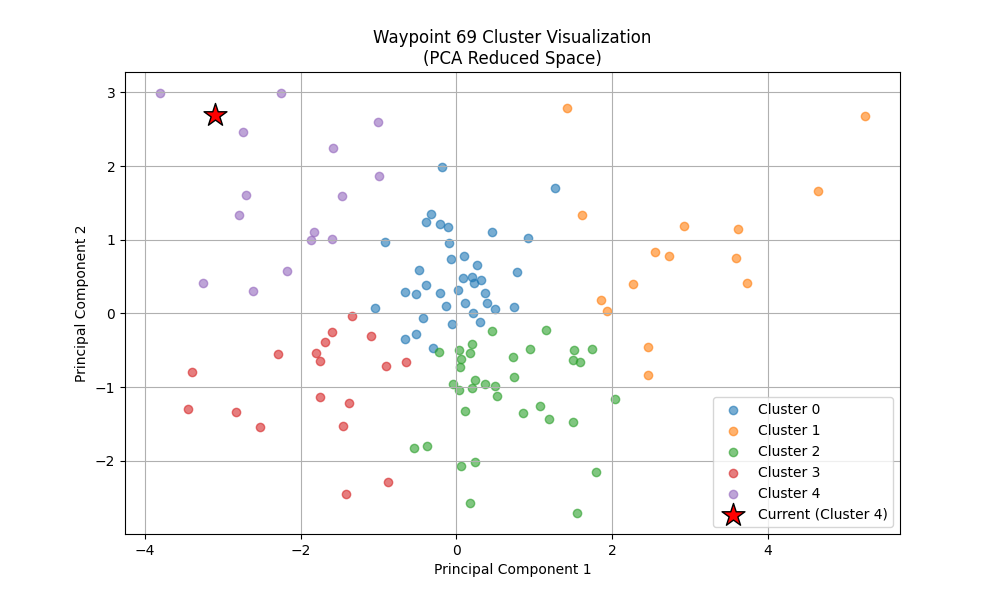 Waypoint 69 Cluster Visualization
(PCA Reduced Space)
Principal Component 2
3
2
1
0
−1
−2
−4
−2
0
2
4
Principal Component 1
Cluster 0
Cluster 1
Cluster 2
Cluster 3
Cluster 4
Current (Cluster 4)